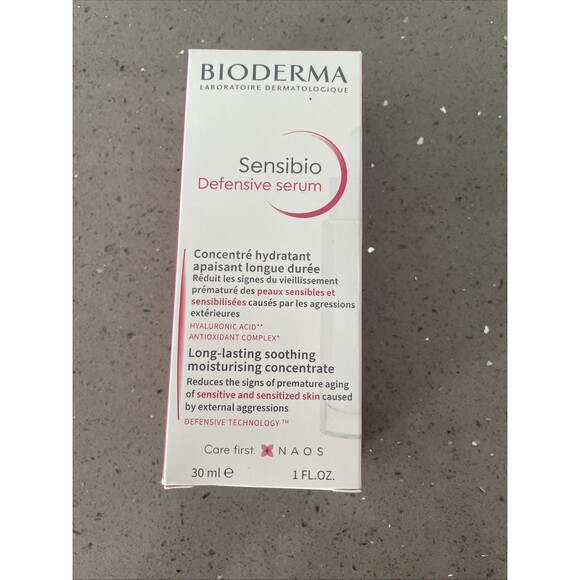 BIODERMA
LABORATOIRE DERMATOLOGIQUE
Sensibio
Defensive serum
Concentré hydratant
apaisant longue durée
Réduit les signes du vieillissement
prématuré des peaux sensibles et
sensibilisées causés par les agressions
extérieures
HYALURONIC ACID**
ANTIOXIDANT COMPLEX*
Long-lasting soothing
moisturising concentrate
Reduces the signs of premature aging
of sensitive and sensitized skin caused
by external aggressions
DEFENSIVE TECHNOLOGY ™
Care first. NAOS
30 ml ℮ 1 FL.OZ.